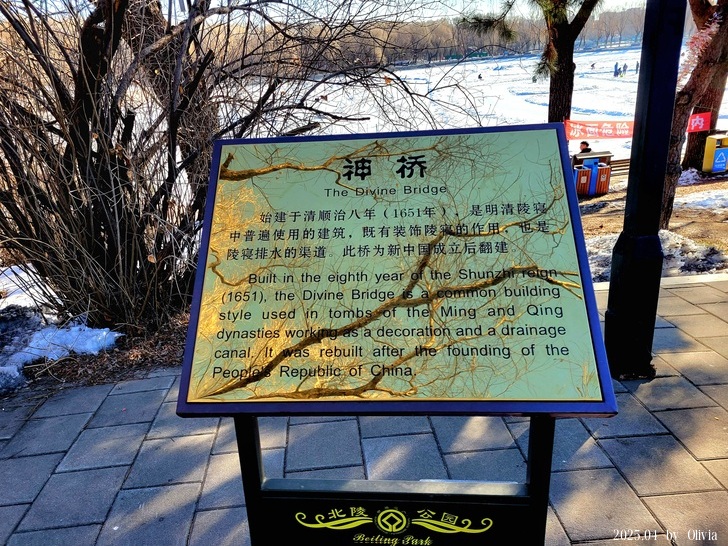 神桥
The Divine Bridge
始建于清顺治八年（1651年），是明清陵寝
中普遍使用的建筑，既有装饰陵寝的作用，也是
陵寝排水的渠道。此桥为新中国成立后翻建
Built in the eighth year of the Shunzhi reign
(1651), the Divine Bridge is a common building
style used in tombs of the Ming and Qing
dynasties working as a decoration and a drainage
canal. It was rebuilt after the founding of the
People's Republic of China.
北陵公园
Beiling Park
冰面危险
内
2025.01 by Olivia